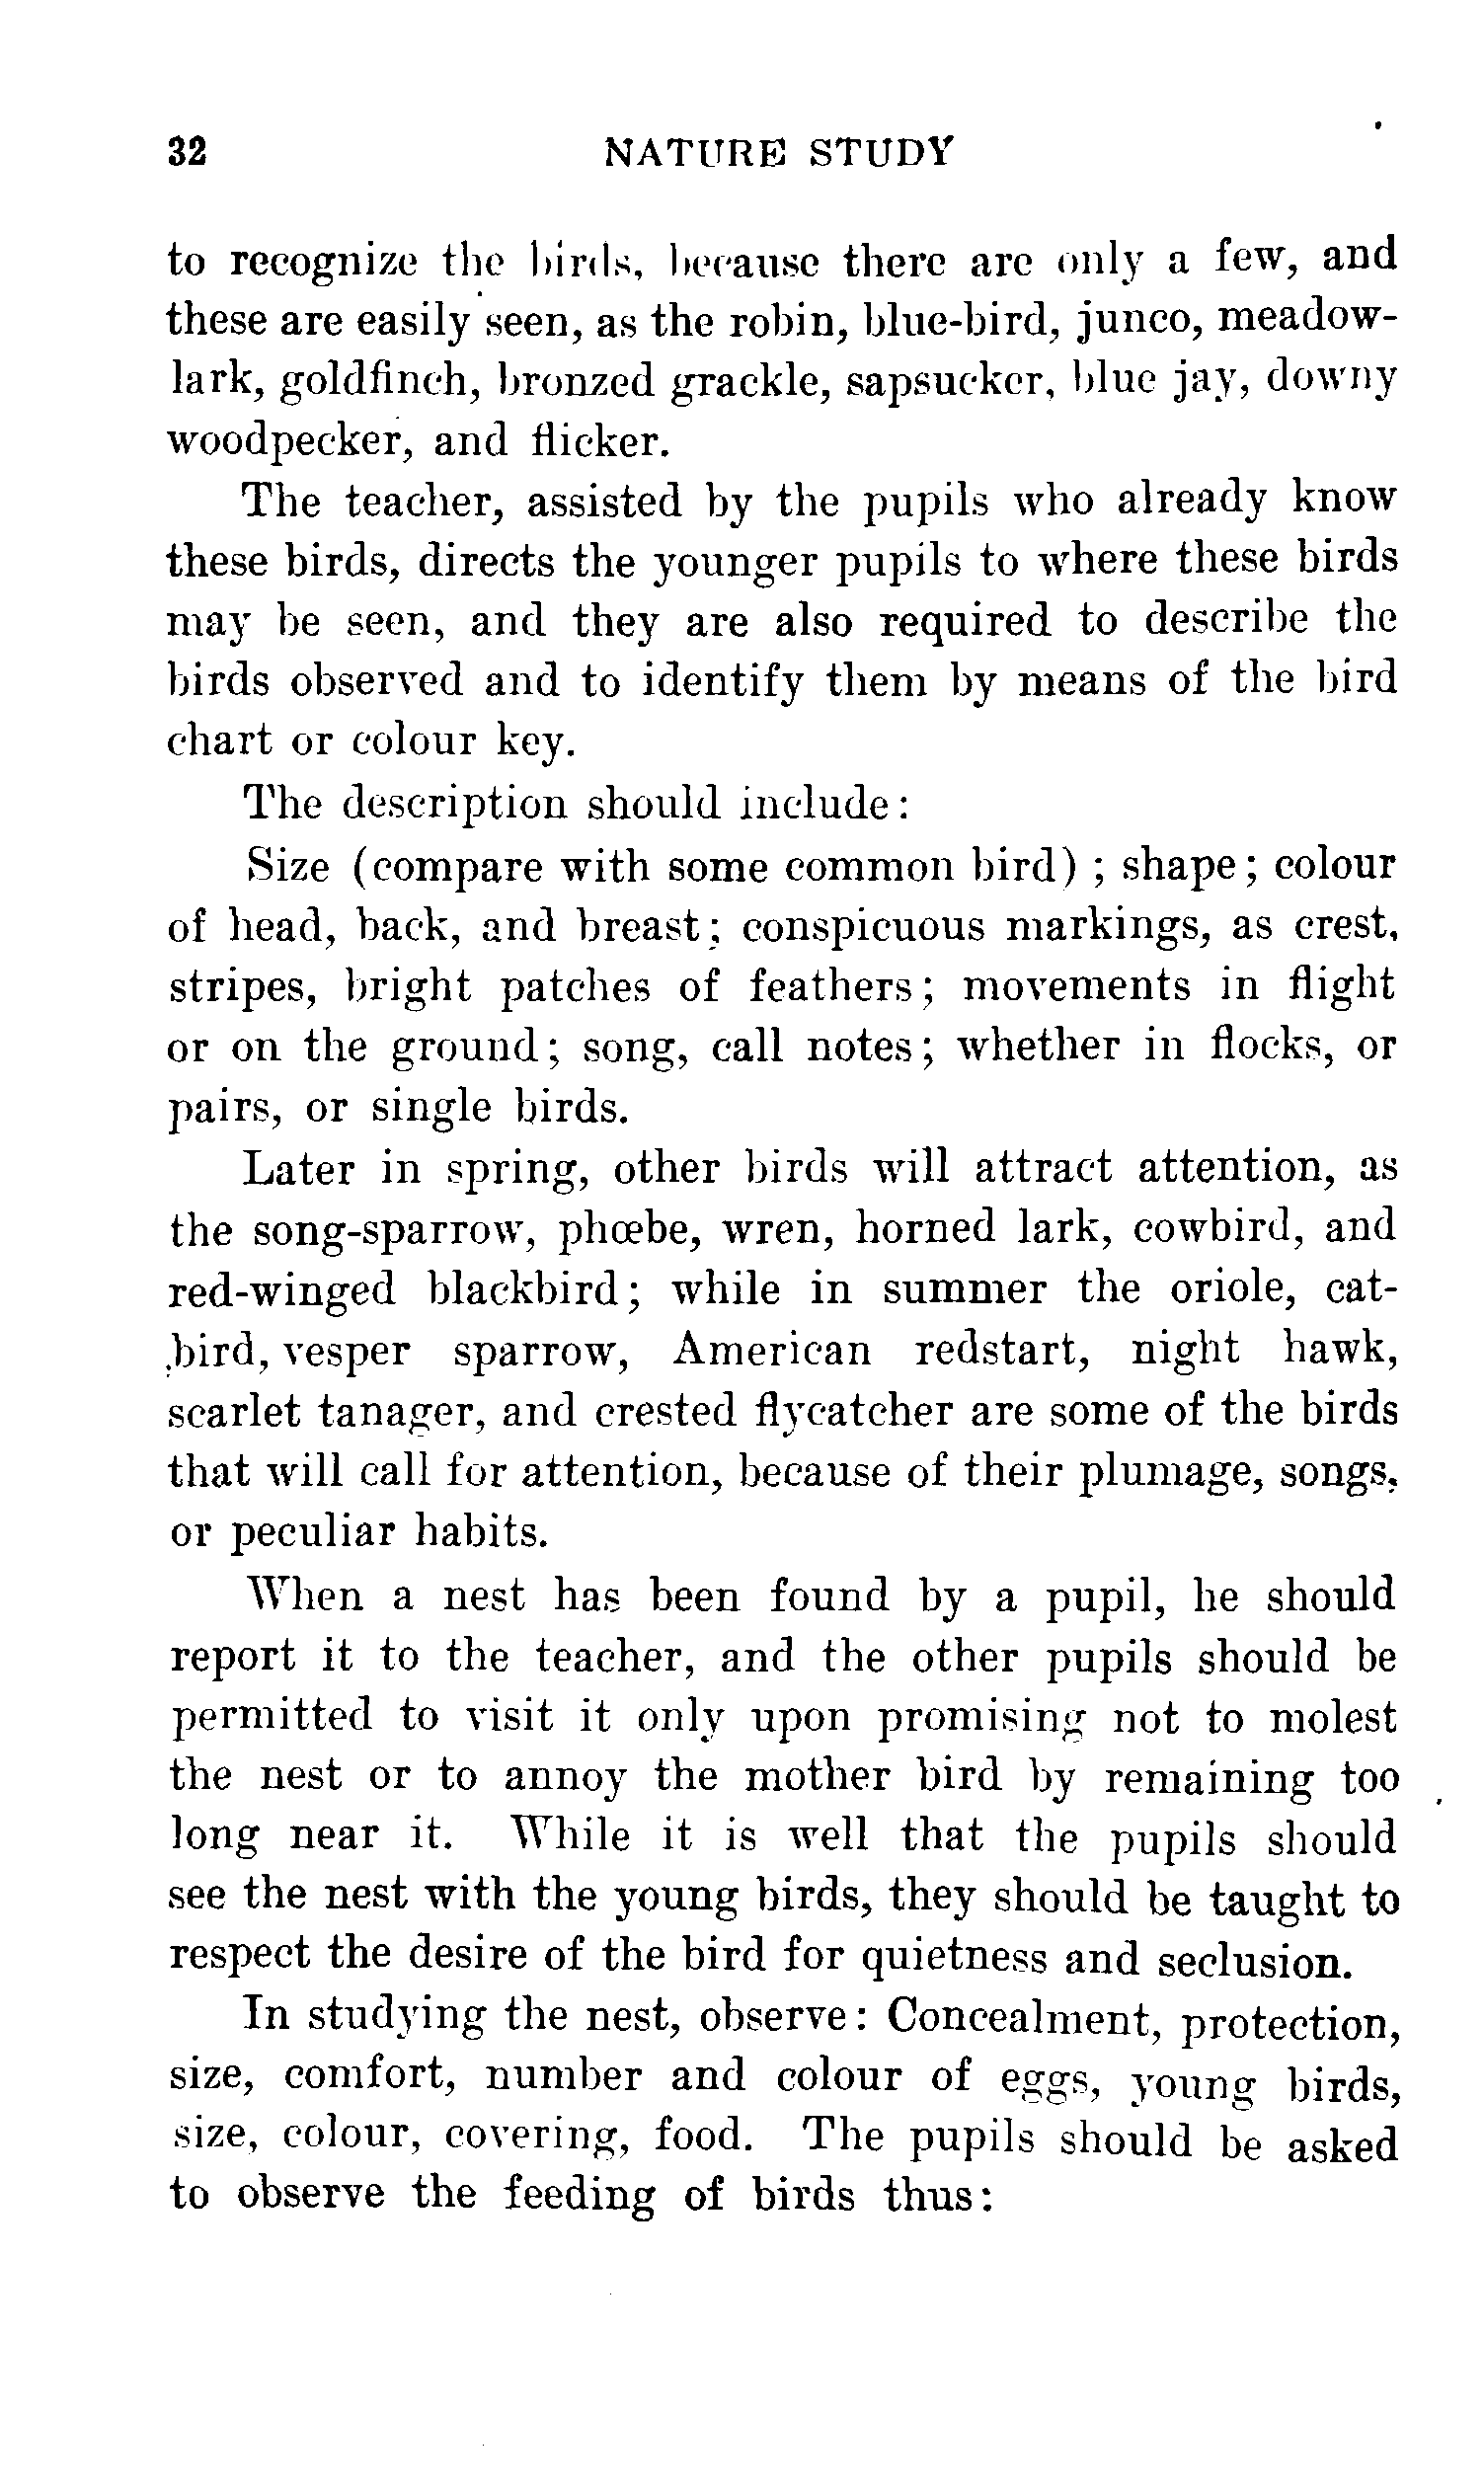 32 NATURE STUDY
to recognize the birds, because there are only a few, and
these are easily seen, as the robin, blue-bird, junco, meadow-
lark, goldfinch, bronzed grackle, sapsucker, blue jay, downy
woodpecker, and flicker.
The teacher, assisted by the pupils who already know
these birds, directs the younger pupils to where these birds
may be seen, and they are also required to describe the
birds observed and to identify them by means of the bird
chart or colour key.
The description should include:
Size (compare with some common bird) ; shape; colour
of head, back, and breast; conspicuous markings, as crest,
stripes, bright patches of feathers; movements in flight
or on the ground; song, call notes; whether in flocks, or
pairs, or single birds.
Later in spring, other birds will attract attention, as
the song-sparrow, phœbe, wren, horned lark, cowbird, and
red-winged blackbird; while in summer the oriole, cat-
bird, vesper sparrow, American redstart, night hawk,
scarlet tanager, and crested flycatcher are some of the birds
that will call for attention, because of their plumage, songs,
or peculiar habits.
When a nest has been found by a pupil, he should
report it to the teacher, and the other pupils should be
permitted to visit it only upon promising not to molest
the nest or to annoy the mother bird by remaining too
long near it. While it is well that the pupils should
see the nest with the young birds, they should be taught to
respect the desire of the bird for quietness and seclusion.
In studying the nest, observe: Concealment, protection,
size, comfort, number and colour of eggs, young birds,
size, colour, covering, food. The pupils should be asked
to observe the feeding of birds thus: